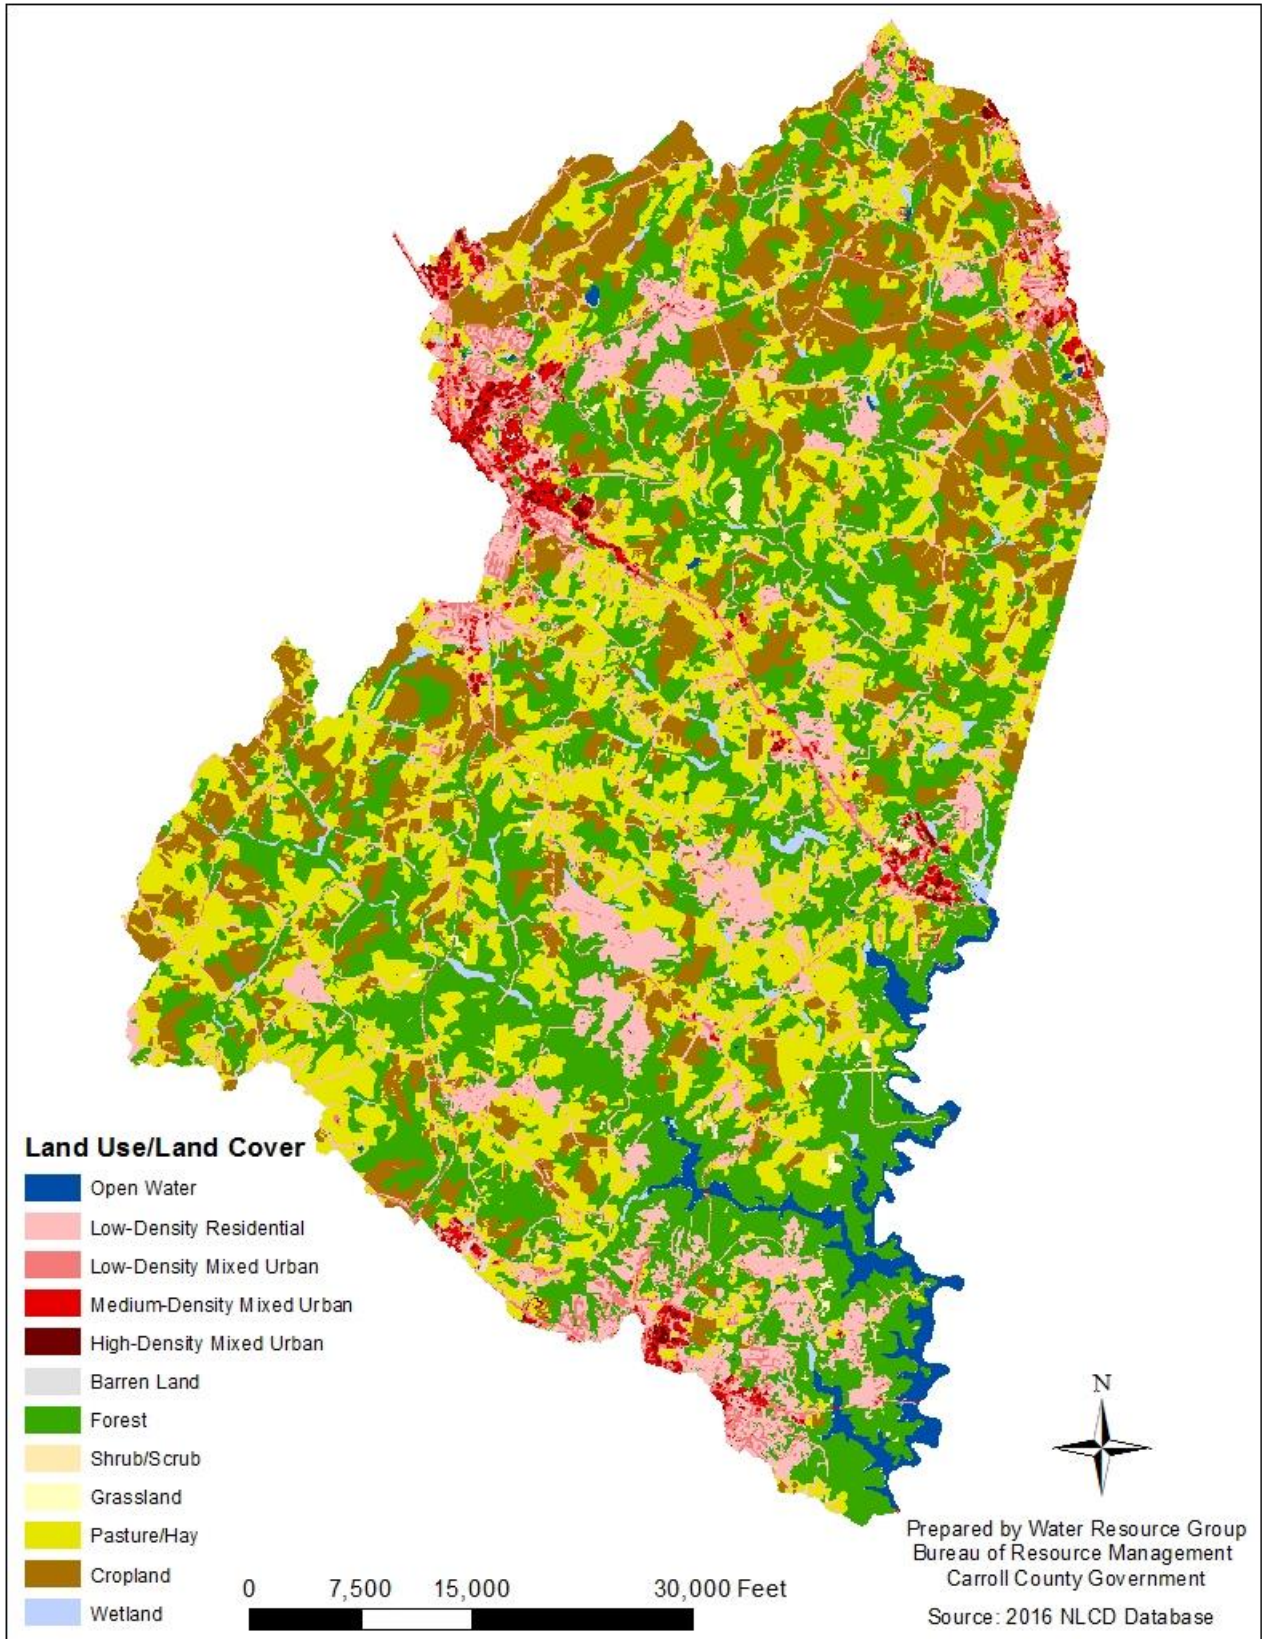 Land Use/Land Cover
Open Water
Low-Density Residential
Low-Density Mixed Urban
Medium-Density Mixed Urban
High-Density Mixed Urban
Barren Land
Forest
Shrub/Scrub
Grassland
Pasture/Hay
Cropland
Wetland
0 7,500 15,000 30,000 Feet
N
Prepared by Water Resource Group
Bureau of Resource Management
Carroll County Government
Source: 2016 NLCD Database